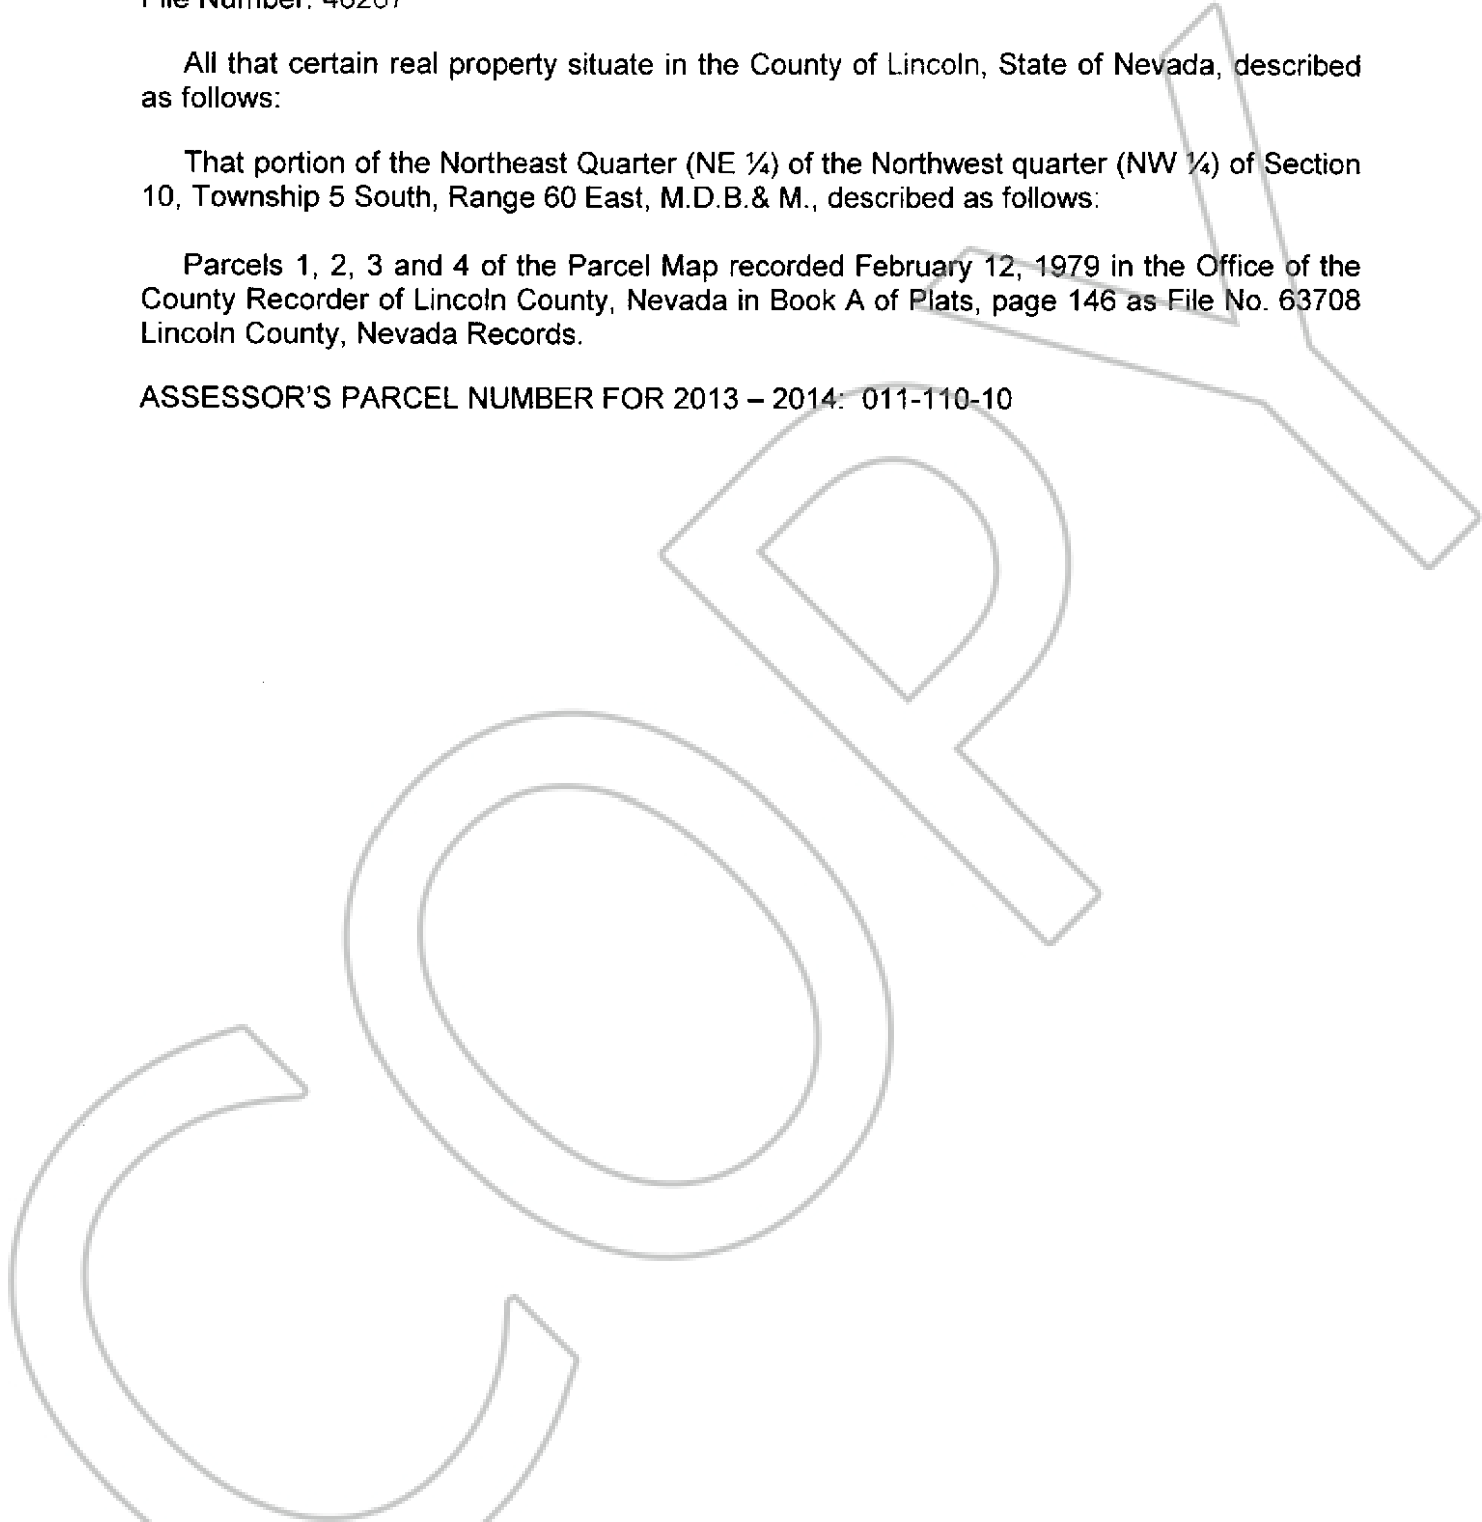 File Number:
All that certain real property situate in the County of Lincoln, State of Nevada, described
as follows:
That portion of the Northeast Quarter (NE ¼) of the Northwest quarter (NW ¼) of Section
10, Township 5 South, Range 60 East, M.D.B.& M., described as follows:
Parcels 1, 2, 3 and 4 of the Parcel Map recorded February 12, 1979 in the Office of the
County Recorder of Lincoln County, Nevada in Book A of Plats, page 146 as File No. 63708
Lincoln County, Nevada Records.
ASSESSOR'S PARCEL NUMBER FOR 2013 – 2014: 011-110-10
COPY